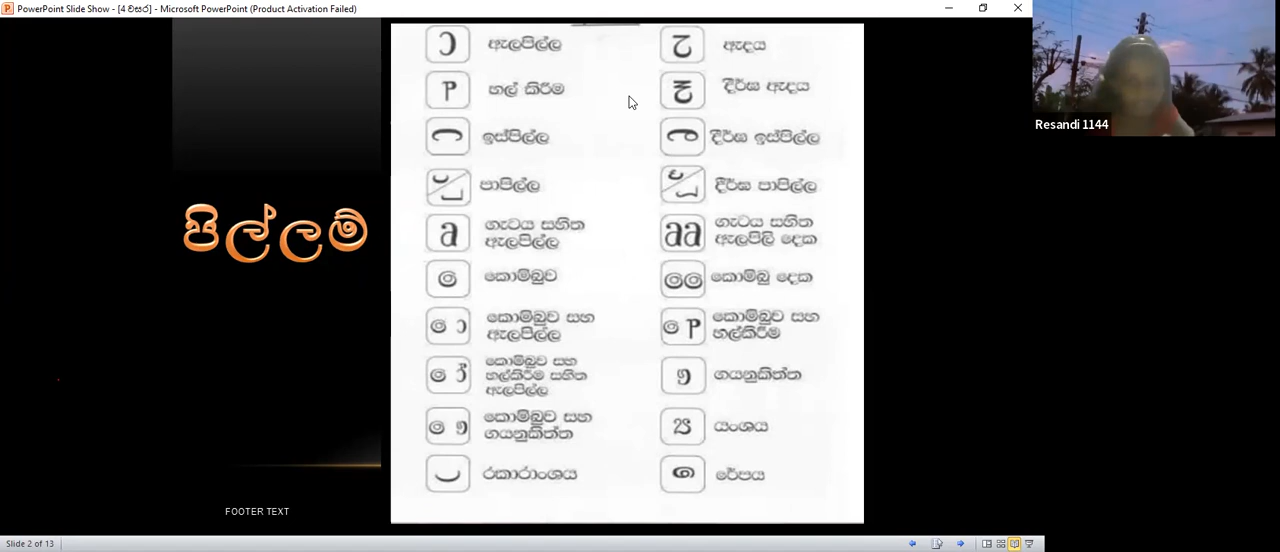 PowerPoint Slide Show - [4 වසර] - Microsoft PowerPoint (Product Activation Failed)
Resandi 1144
පිල්ලම්
ඇලපිල්ල
ඇදය
හල් කිරීම
දීර්ඝ ඇදය
ඉස්පිල්ල
දීර්ඝ ඉස්පිල්ල
පාපිල්ල
දීර්ඝ පාපිල්ල
ගැටය සහිත
ඇලපිල්ල
ගැටය සහිත
ඇලපිලි දෙක
කොම්බුව
කොම්බු දෙක
කොම්බුව සහ
ඇලපිල්ල
කොම්බුව සහ
හල්කිරීම
කොම්බුව සහ
හල්කිරීම සහිත
ඇලපිල්ල
ගයනුකිත්ත
කොම්බුව සහ
ගයනුකිත්ත
යංශය
රකාරාංශය
රේපය
FOOTER TEXT
Slide 2 of 13